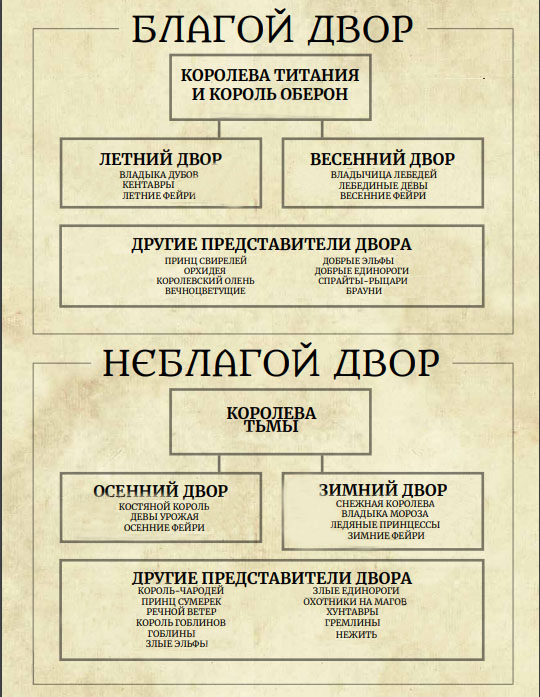 БЛАГОЙ ДВОР
КОРОЛЕВА ТИТАНИЯ
И КОРОЛЬ ОБЕРОН
ЛЕТНИЙ ДВОР
ВЛАДЫКА ДУБОВ
КЕНТАВРЫ
ЛЕТНИЕ ФЕЙРИ
ВЕСЕННИЙ ДВОР
ВЛАДЫЧИЦА ЛЕБЕДЕЙ
ЛЕБЕДИНЫЕ ДЕВЫ
ВЕСЕННИЕ ФЕЙРИ
ДРУГИЕ ПРЕДСТАВИТЕЛИ ДВОРА
ПРИНЦ СВИРЕЛЕЙ
ОРХИДЕЯ
КОРОЛЕВСКИЙ ОЛЕНЬ
ВЕЧНОЦВЕТУЩИЕ
ДОБРЫЕ ЭЛЬФЫ
ДОБРЫЕ ЕДИНОРОГИ
СПРАЙТЫ-РЫЦАРИ
БРАУНИ
НЕБЛАГОЙ ДВОР
КОРОЛЕВА
ТЬМЫ
ОСЕННИЙ ДВОР
КОСТЯНОЙ КОРОЛЬ
ДЕВЫ УРОЖАЯ
ОСЕННИЕ ФЕЙРИ
ЗИМНИЙ ДВОР
СНЕЖНАЯ КОРОЛЕВА
ВЛАДЫКА МОРОЗА
ЛЕДЯНЫЕ ПРИНЦЕССЫ
ЗИМНИЕ ФЕЙРИ
ДРУГИЕ ПРЕДСТАВИТЕЛИ ДВОРА
КОРОЛЬ-ЧАРОДЕЙ
ПРИНЦ СУМЕРЕК
РЕЧНОЙ ВЕТЕР
КОРОЛЬ ГОБЛИНОВ
ГОБЛИНЫ
ЗЛЫЕ ЭЛЬФЫ
ЗЛЫЕ ЕДИНОРОГИ
ОХОТНИКИ НА МАГОВ
ХУНТАВРЫ
ГРЕМЛИНЫ
НЕЖИТЬ